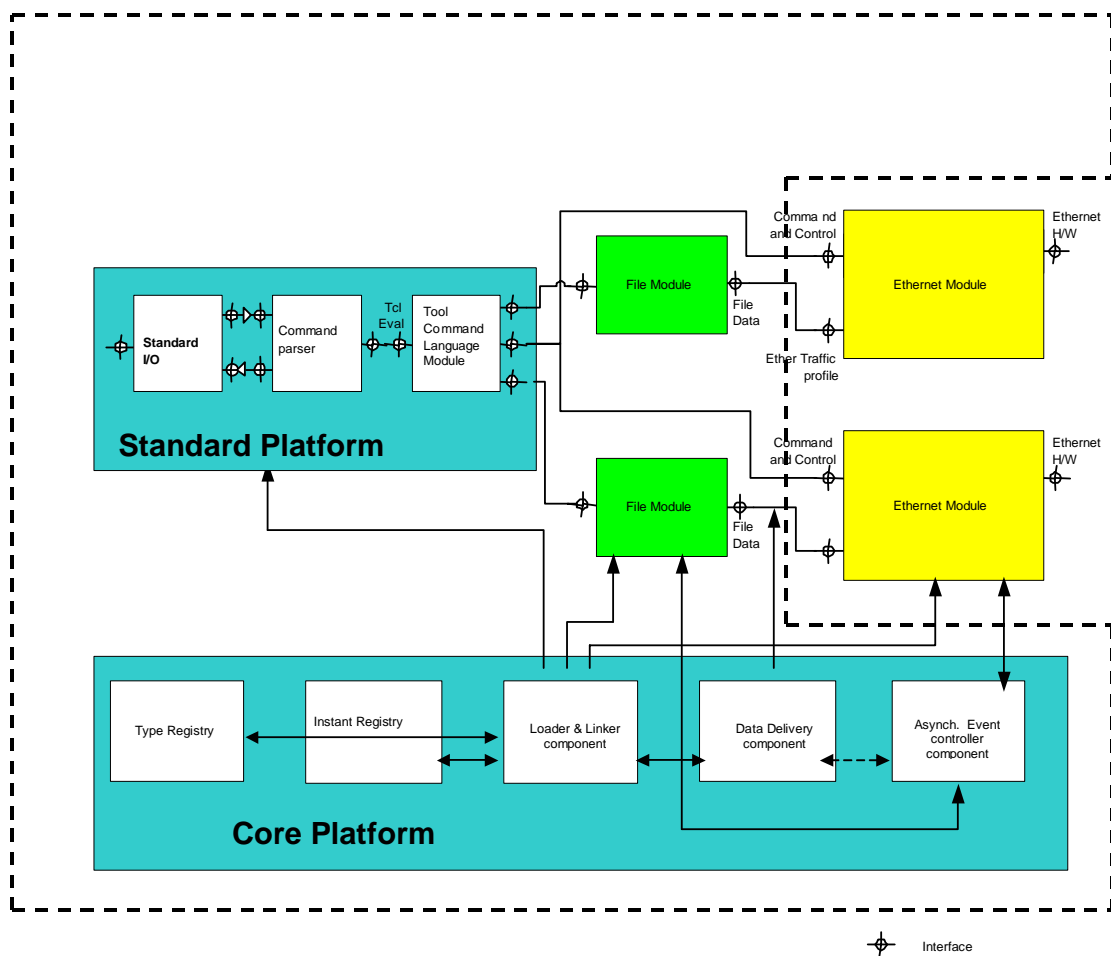 Comma nd
and Control
Ethernet
H/W
File Module
Ethernet Module
File
Data
Tcl
Eval
Standard
I/O
Command
parser
Tool
Command
Language
Module
Ether Traffic
profile
Standard Platform
Command
and Control
Ethernet
H/W
File Module
Ethernet Module
File
Data
Type Registry
Instant Registry
Loader & Linker
component
Data Delivery
component
Asynch. Event
controller
component
Core Platform
Interface